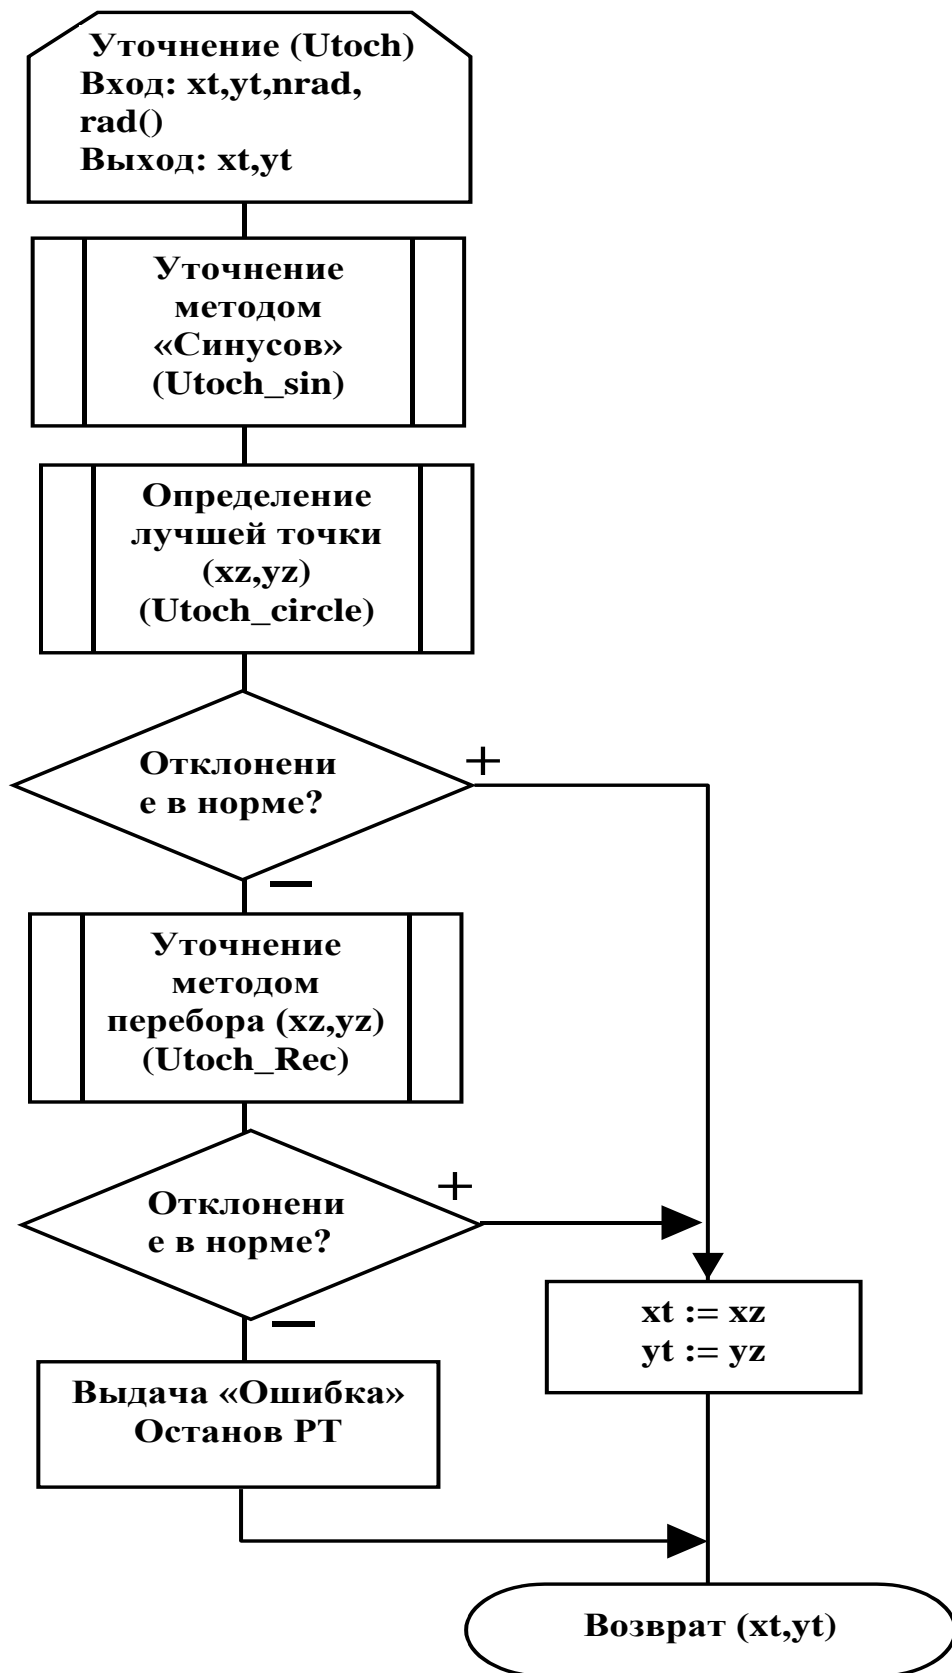 Уточнение (Utoch)
Вход: xt,yt,nrad,
rad()
Выход: xt,yt
Уточнение
методом
«Синусов»
(Utoch_sin)
Определение
лучшей точки
(xz,yz)
(Utoch_circle)
Отклонени
е в норме?
+
—
Уточнение
методом
перебора (xz,yz)
(Utoch_Rec)
Отклонени
е в норме?
+
—
xt := xz
yt := yz
Выдача «Ошибка»
Останов РТ
Возврат (xt,yt)